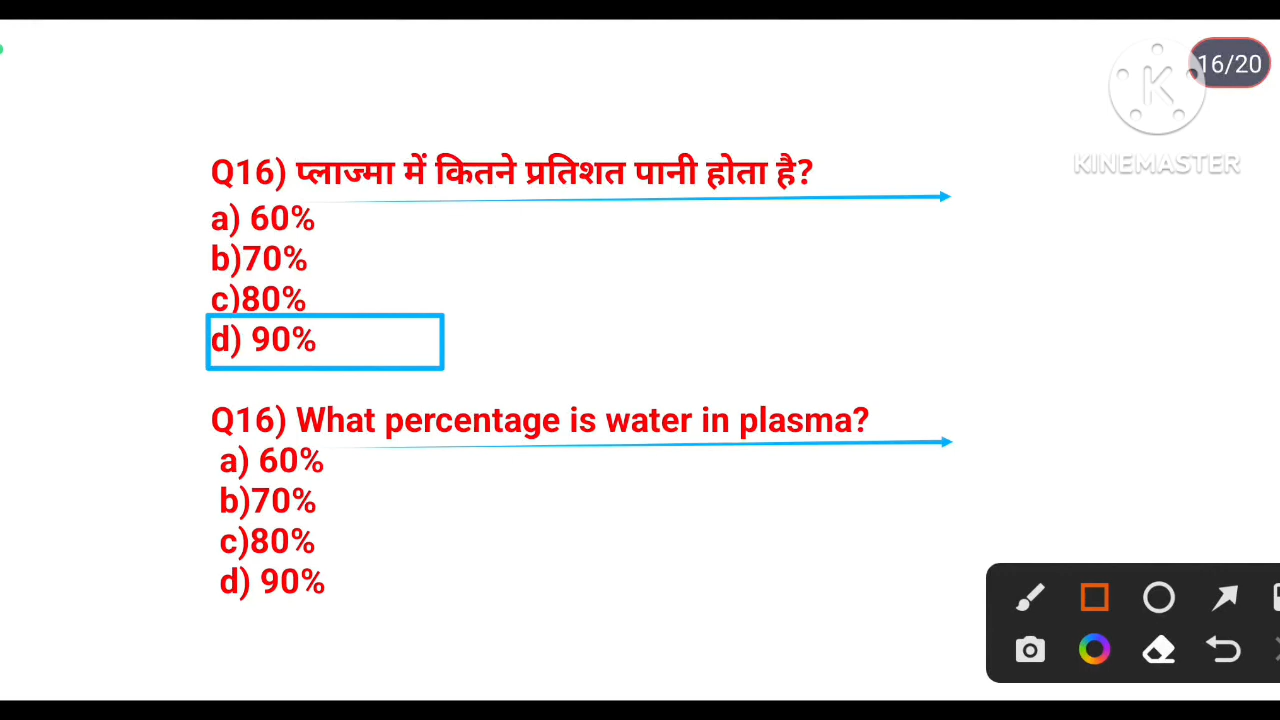 16/20
KINEMASTER
Q16) प्लाज्मा में कितने प्रतिशत पानी होता है?
a) 60%
b)70%
c)80%
d) 90%
Q16) What percentage is water in plasma?
a) 60%
b)70%
c)80%
d) 90%